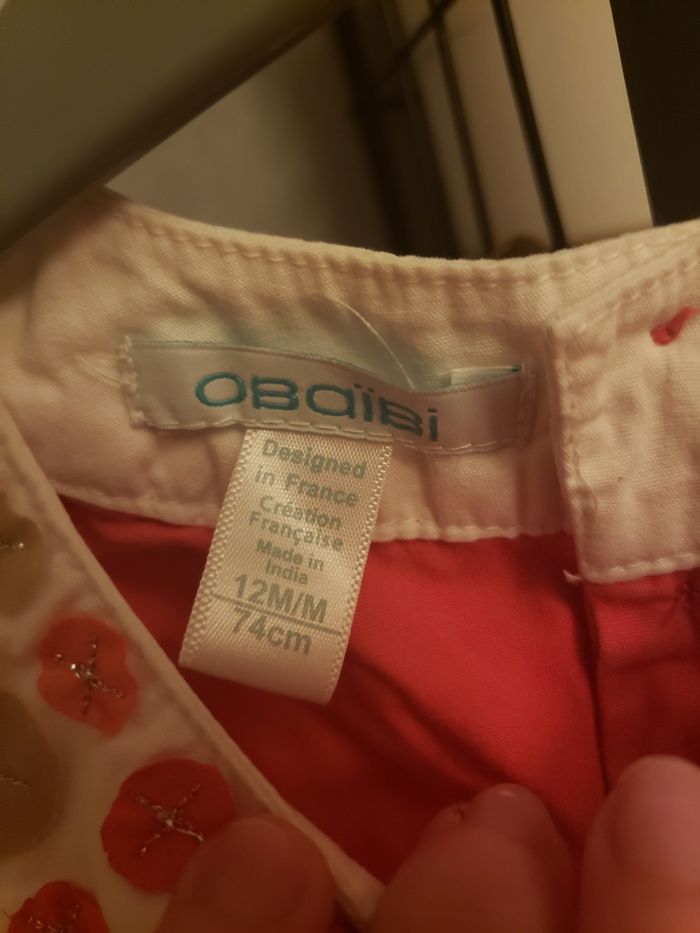 OBAÏBI
Designed
in France
Création
Française
Made in
India
12M/M
74cm